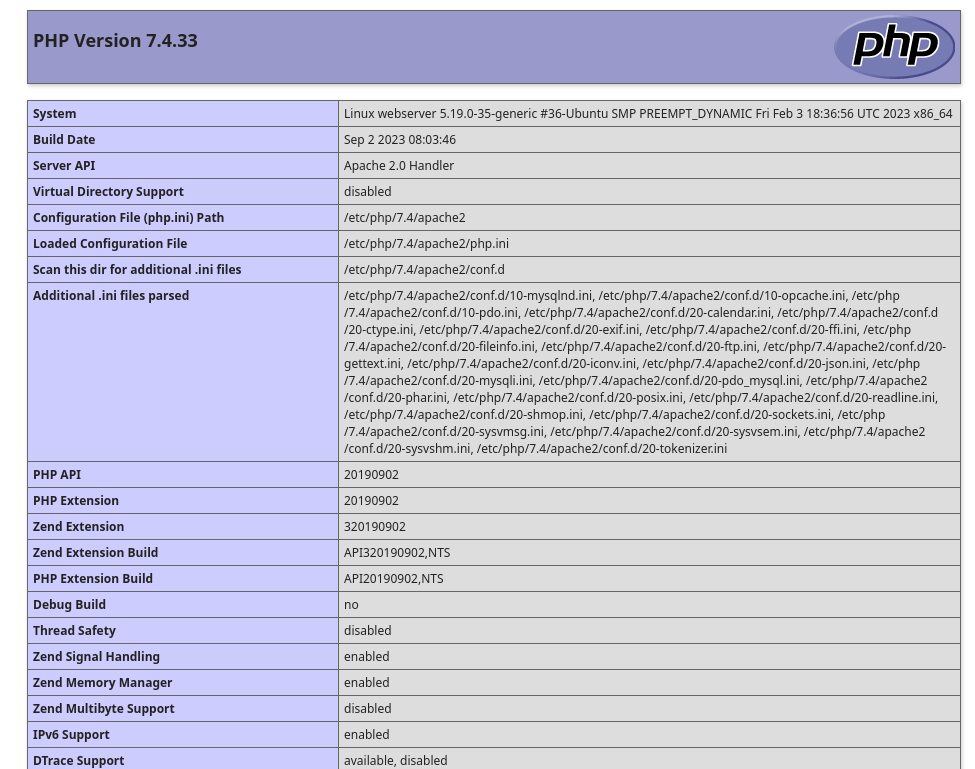 PHP Version 7.4.33
php
System Linux webserver 5.19.0-35-generic #36-Ubuntu SMP PREEMPT_DYNAMIC Fri Feb 3 18:36:56 UTC 2023 x86_64
Build Date Sep 2 2023 08:03:46
Server API Apache 2.0 Handler
Virtual Directory Support disabled
Configuration File (php.ini) Path /etc/php/7.4/apache2
Loaded Configuration File /etc/php/7.4/apache2/php.ini
Scan this dir for additional .ini files /etc/php/7.4/apache2/conf.d
Additional .ini files parsed /etc/php/7.4/apache2/conf.d/10-mysqlnd.ini, /etc/php/7.4/apache2/conf.d/10-opcache.ini, /etc/php
/7.4/apache2/conf.d/10-pdo.ini, /etc/php/7.4/apache2/conf.d/20-calendar.ini, /etc/php/7.4/apache2/conf.d
/20-ctype.ini, /etc/php/7.4/apache2/conf.d/20-exif.ini, /etc/php/7.4/apache2/conf.d/20-ffi.ini, /etc/php
/7.4/apache2/conf.d/20-fileinfo.ini, /etc/php/7.4/apache2/conf.d/20-ftp.ini, /etc/php/7.4/apache2/conf.d/20-
gettext.ini, /etc/php/7.4/apache2/conf.d/20-iconv.ini, /etc/php/7.4/apache2/conf.d/20-json.ini, /etc/php
/7.4/apache2/conf.d/20-mysqli.ini, /etc/php/7.4/apache2/conf.d/20-pdo_mysql.ini, /etc/php/7.4/apache2
/conf.d/20-phar.ini, /etc/php/7.4/apache2/conf.d/20-posix.ini, /etc/php/7.4/apache2/conf.d/20-readline.ini,
/etc/php/7.4/apache2/conf.d/20-shmop.ini, /etc/php/7.4/apache2/conf.d/20-sockets.ini, /etc/php
/7.4/apache2/conf.d/20-sysvmsg.ini, /etc/php/7.4/apache2/conf.d/20-sysvsem.ini, /etc/php/7.4/apache2
/conf.d/20-sysvshm.ini, /etc/php/7.4/apache2/conf.d/20-tokenizer.ini
PHP API 20190902
PHP Extension 20190902
Zend Extension 320190902
Zend Extension Build API320190902,NTS
PHP Extension Build API20190902,NTS
Debug Build no
Thread Safety disabled
Zend Signal Handling enabled
Zend Memory Manager enabled
Zend Multibyte Support disabled
IPv6 Support enabled
DTrace Support available, disabled